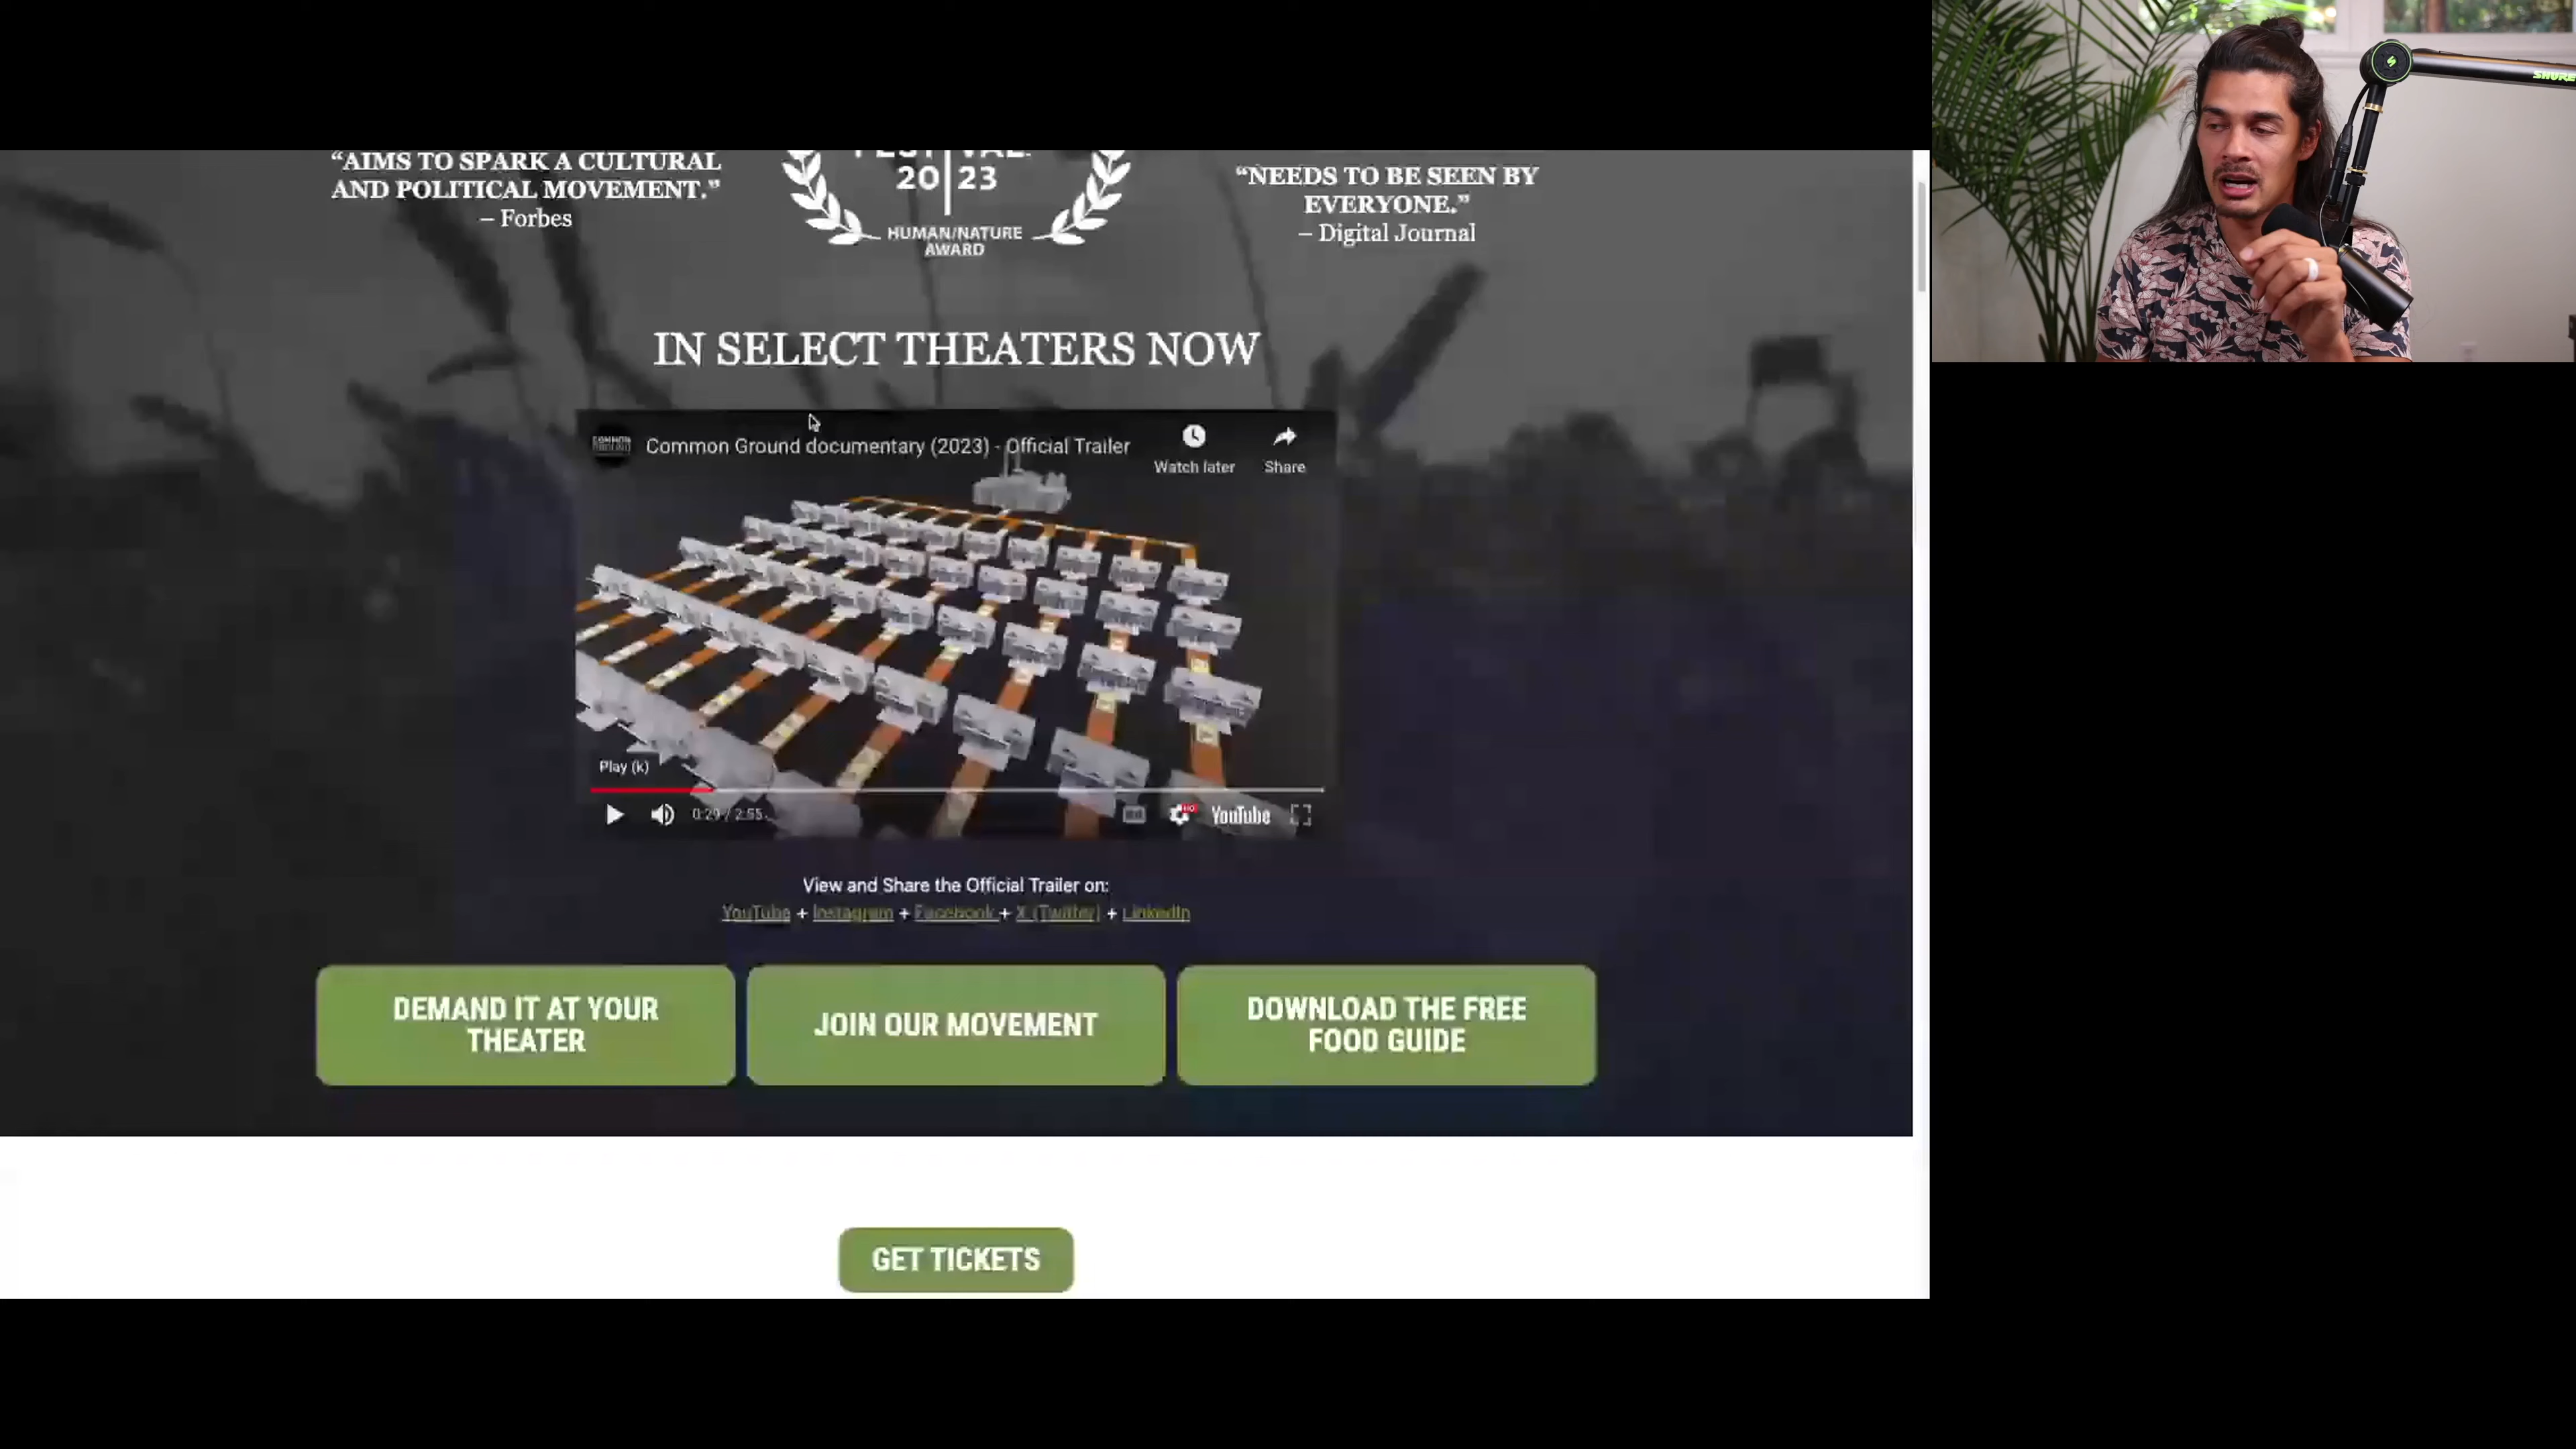 “AIMS TO SPARK A CULTURAL
AND POLITICAL MOVEMENT.”
– Forbes
20|23
HUMAN/NATURE
AWARD
“NEEDS TO BE SEEN BY
EVERYONE.”
– Digital Journal
SHURE
IN SELECT THEATERS NOW
Common Ground documentary (2023) - Official Trailer
Watch later
Share
Play (k)
0:29 / 2:55
HD
YouTube
View and Share the Official Trailer on:
YouTube + Instagram + Facebook + X (Twitter) + LinkedIn
DEMAND IT AT YOUR
THEATER
JOIN OUR MOVEMENT
DOWNLOAD THE FREE
FOOD GUIDE
GET TICKETS